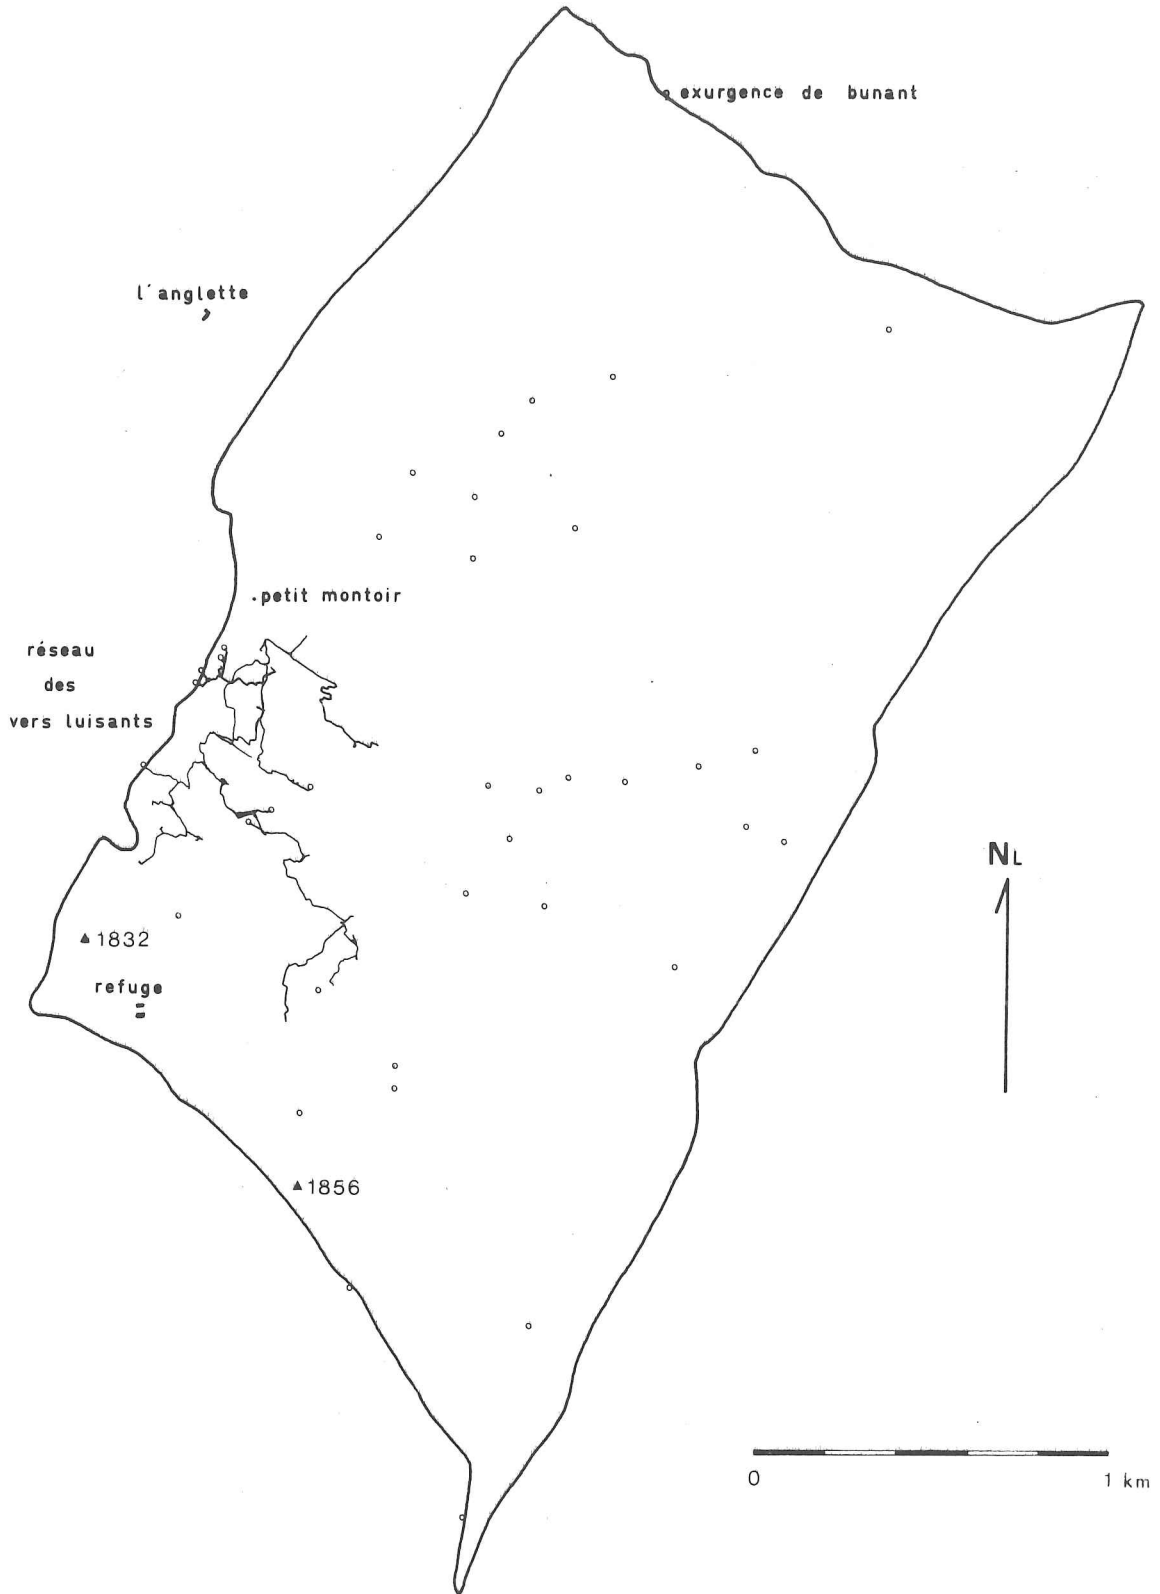 exurgence de bunant
l'anglette
petit montoir
réseau
des
vers luisants
NL
1832
refuge
1856
0 1 km